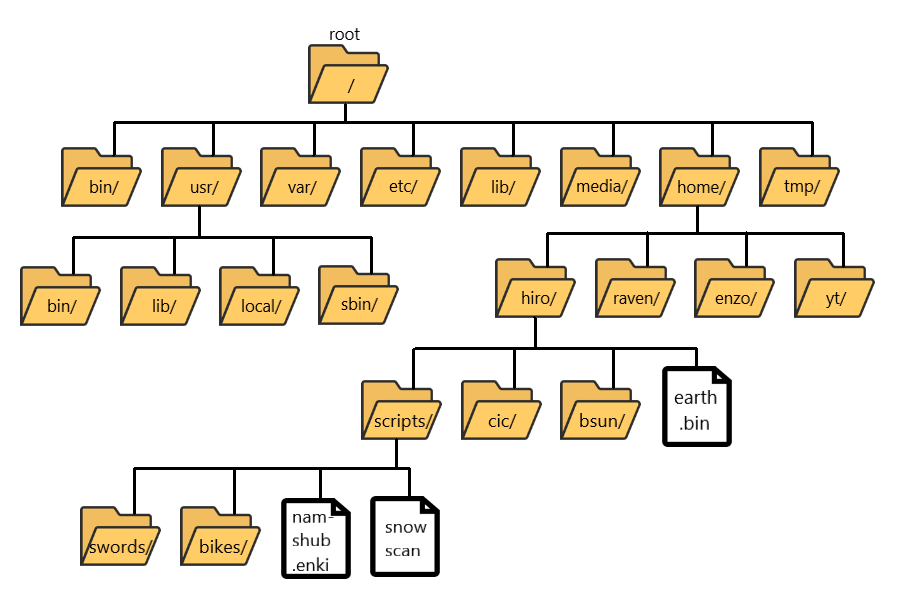 root
/
bin/
usr/
var/
etc/
lib/
media/
home/
tmp/
bin/
lib/
local/
sbin/
hiro/
raven/
enzo/
yt/
scripts/
cic/
bsun/
earth
.bin
swords/
bikes/
nam-
shub
.enki
snow
scan